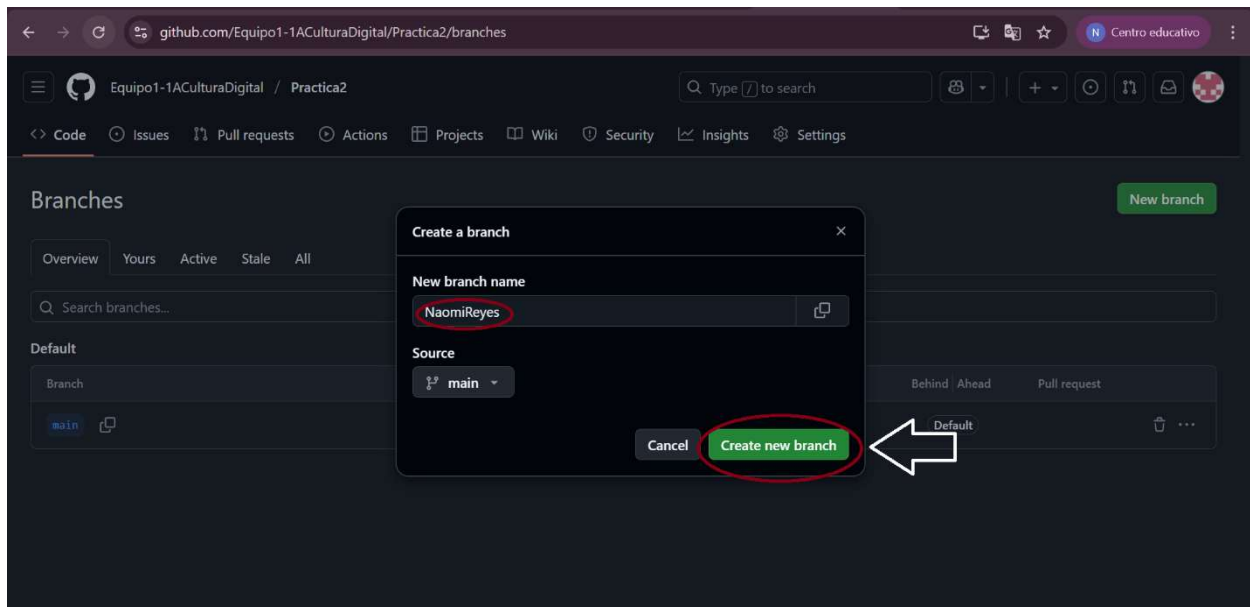 github.com/Equipo1-1ACulturaDigital/Practica2/branches
N Centro educativo
Equipo1-1ACulturaDigital / Practica2
Type / to search
Code Issues Pull requests Actions Projects Wiki Security Insights Settings
Branches
New branch
Create a branch
Overview Yours Active Stale All
New branch name
Search branches...
NaomiReyes
Default
Source
Branch
main
Behind Ahead Pull request
main
Default
Cancel
Create new branch